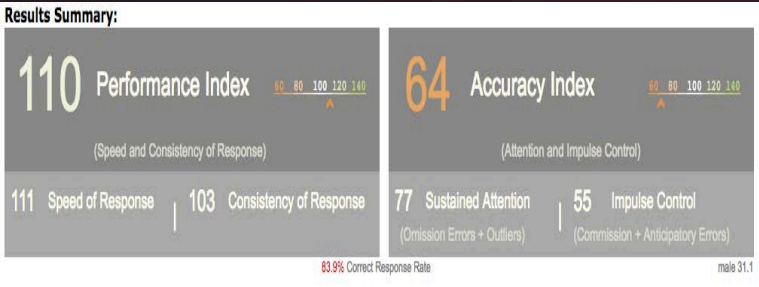 Results Summary:
110 Performance Index 60 80 100 120 140
(Speed and Consistency of Response)
111 Speed of Response | 103 Consistency of Response
64 Accuracy Index 60 80 100 120 140
(Attention and Impulse Control)
77 Sustained Attention | 55 Impulse Control
(Omission Errors + Outliers) (Commission + Anticipatory Errors)
83.9% Correct Response Rate
male 31.1